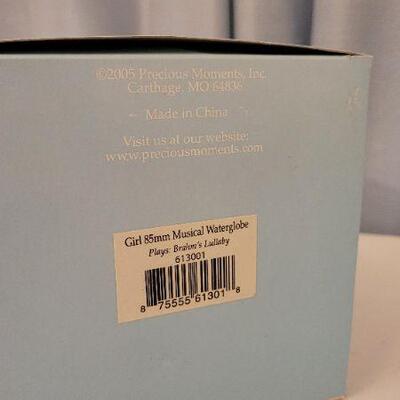 ©2005 Precious Moments, Inc.
Carthage, MO 64836
Made in China
Visit us at our website:
www.preciousmoments.com
Girl 85mm Musical Waterglobe
Plays: Brahm's Lullaby
613001
8 75555 61301 8